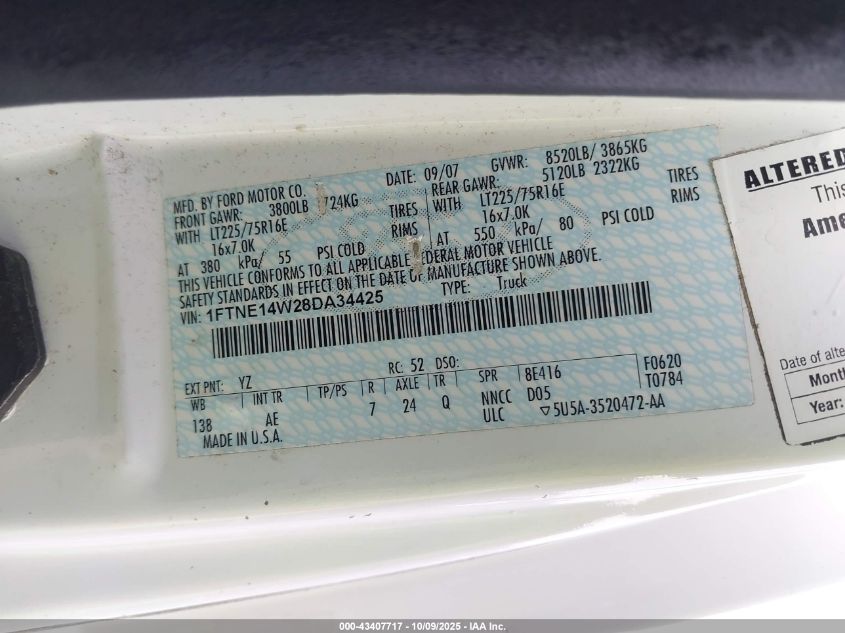 MFD. BY FORD MOTOR CO. DATE: 09/07 GVWR: 8520LB/ 3865KG
FRONT GAWR: 3800LB 724KG REAR GAWR: 5120LB 2322KG
WITH LT225/75R16E TIRES WITH LT225/75R16E TIRES
16x7.0K RIMS 16x7.0K RIMS
AT 380 kPa/ 55 PSI COLD AT 550 kPa/ 80 PSI COLD
THIS VEHICLE CONFORMS TO ALL APPLICABLE FEDERAL MOTOR VEHICLE
SAFETY STANDARDS IN EFFECT ON THE DATE OF MANUFACTURE SHOWN ABOVE.
VIN: 1FTNE14W28DA34425 TYPE: Truck
EXT PNT: YZ RC: 52 DSO:
WB INT TR TP/PS R AXLE TR SPR 8E416 F0620
138 AE 7 24 Q NNCC D05 T0784
MADE IN U.S.A. ULC ▽5U5A-3520472-AA
ALTERED
This
Ame
Date of alte
Month
Year:
000-43407717 - 10/09/2025 - IAA Inc.